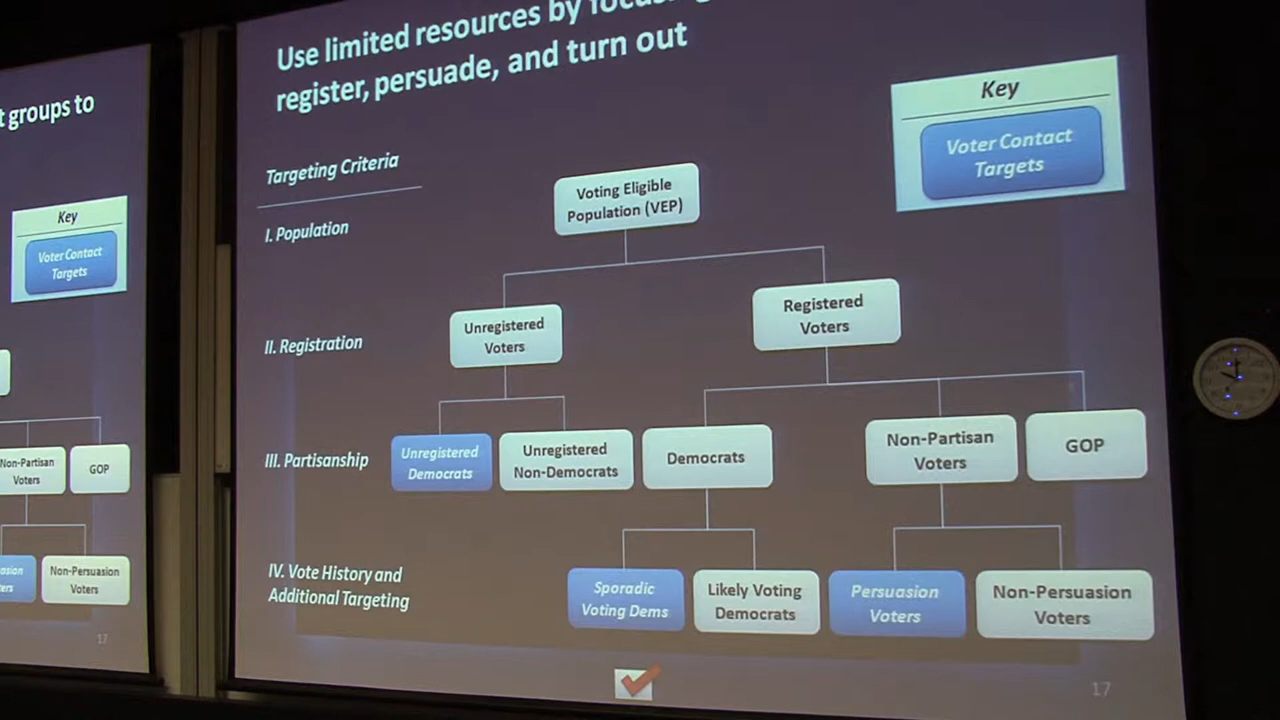 t groups to
Key
Voter Contact
Targets
Non-Partisan
Voters
GOP
Non-Persuasion
Voters
17
Use limited resources by
register, persuade, and turn out
Key
Voter Contact
Targets
Targeting Criteria
I. Population
Voting Eligible
Population (VEP)
II. Registration
Unregistered
Voters
Registered
Voters
III. Partisanship
Unregistered
Democrats
Unregistered
Non-Democrats
Democrats
Non-Partisan
Voters
GOP
IV. Vote History and
Additional Targeting
Sporadic
Voting Dems
Likely Voting
Democrats
Persuasion
Voters
Non-Persuasion
Voters
17